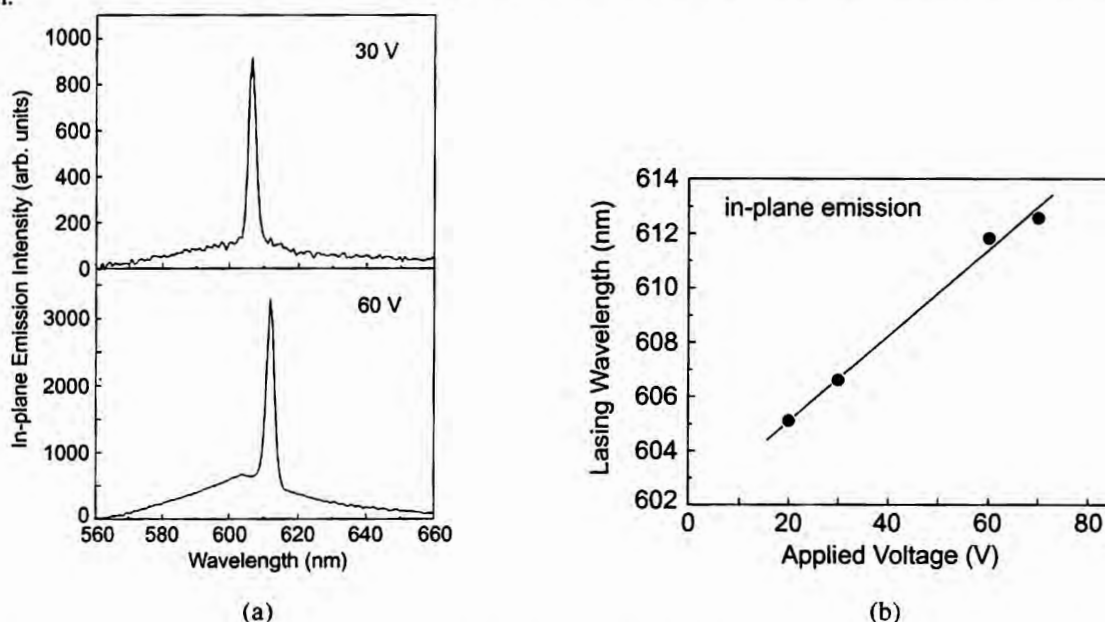 1000
800
600
400
200
0
30 V
3000
2000
1000
0
60 V
560 580 600 620 640 660
Wavelength (nm)
In-plane Emission Intensity (arb. units)
(a)
614
612
610
608
606
604
602
in-plane emission
0 20 40 60 80
Applied Voltage (V)
Lasing Wavelength (nm)
(b)